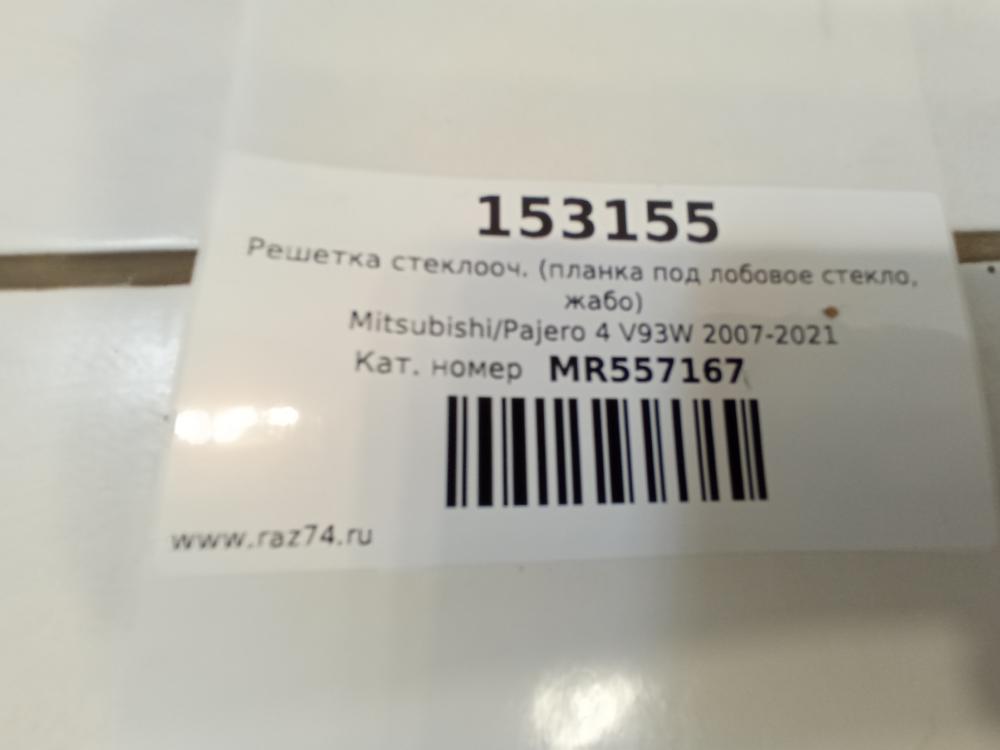 153155
Решетка стеклооч. (планка под лобовое стекло,
жабо)
Mitsubishi/Pajero 4 V93W 2007-2021
Кат. номер MR557167
www.raz74.ru